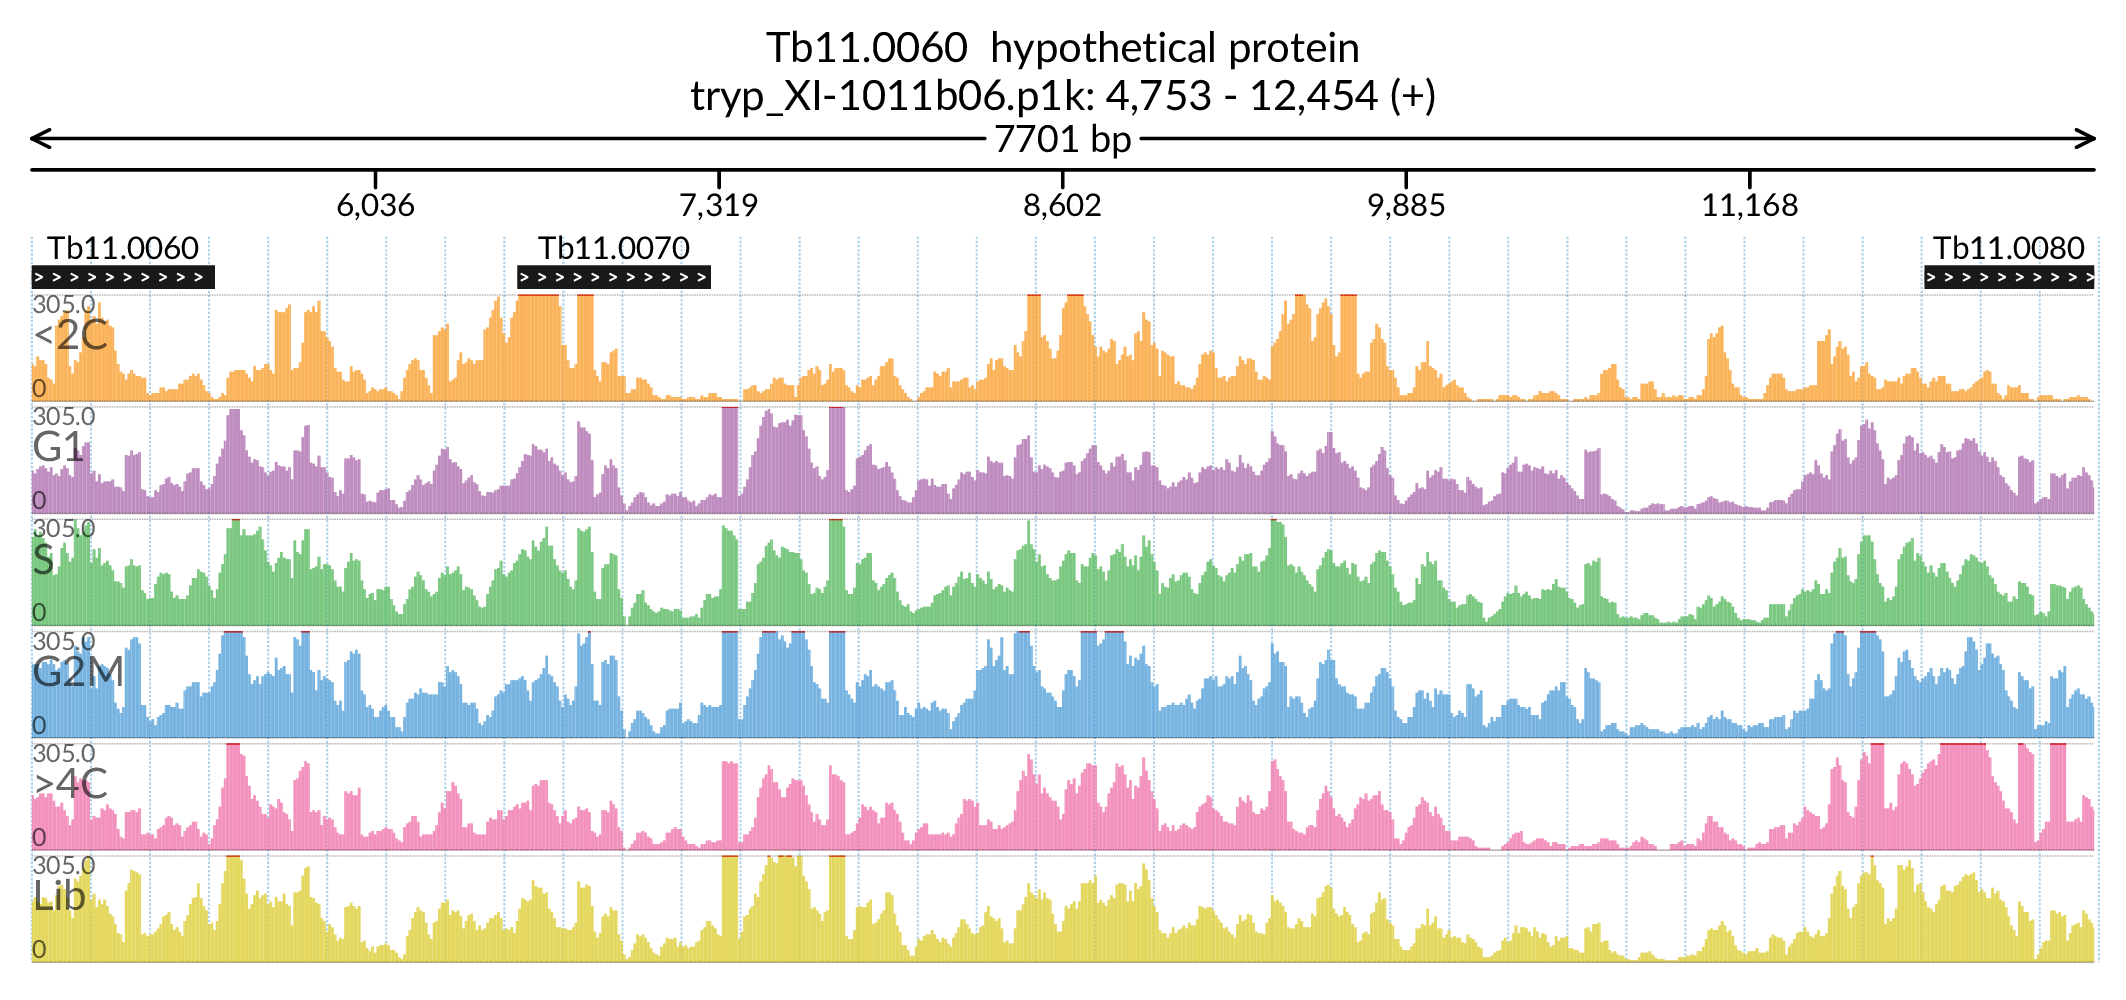 Tb11.0060 hypothetical protein
tryp_XI-1011b06.p1k: 4,753 - 12,454 (+)
7701 bp
6,036 7,319 8,602 9,885 11,168
Tb11.0060 Tb11.0070 Tb11.0080
> > > > > > > > > > > > > > > > > > > > > > > > > > > > > > >
305.0
<2C
0
305.0
G1
0
305.0
S
0
305.0
G2M
0
305.0
>4C
0
305.0
Lib
0